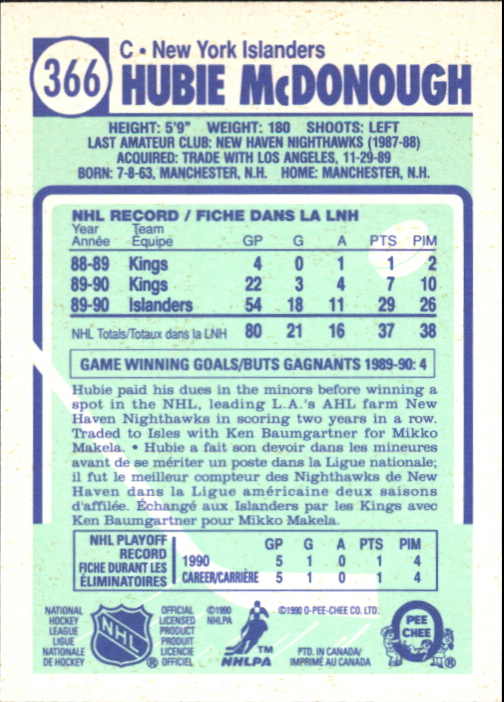 366
C • New York Islanders
HUBIE McDONOUGH
HEIGHT: 5'9" WEIGHT: 180 SHOOTS: LEFT
LAST AMATEUR CLUB: NEW HAVEN NIGHTHAWKS (1987-88)
ACQUIRED: TRADE WITH LOS ANGELES, 11-29-89
BORN: 7-8-63, MANCHESTER, N.H. HOME: MANCHESTER, N.H.
NHL RECORD / FICHE DANS LA LNH
Year Team
Année Équipe GP G A PTS PIM
88-89 Kings 4 0 1 1 2
89-90 Kings 22 3 4 7 10
89-90 Islanders 54 18 11 29 26
NHL Totals/Totaux dans la LNH 80 21 16 37 38
GAME WINNING GOALS/BUTS GAGNANTS 1989-90: 4
Hubie paid his dues in the minors before winning a
spot in the NHL, leading L.A.'s AHL farm New
Haven Nighthawks in scoring two years in a row.
Traded to Isles with Ken Baumgartner for Mikko
Makela. • Hubie a fait son devoir dans les mineures
avant de se mériter un poste dans la Ligue nationale;
il fut le meilleur compteur des Nighthawks de New
Haven dans la Ligue américaine deux saisons
d'affilée. Échangé aux Islanders par les Kings avec
Ken Baumgartner pour Mikko Makela.
NHL PLAYOFF
RECORD
FICHE DURANT LES
ÉLIMINATOIRES
GP G A PTS PIM
1990 5 1 0 1 4
CAREER/CARRIÈRE 5 1 0 1 4
NATIONAL
HOCKEY
LEAGUE
LIGUE
NATIONALE
DE HOCKEY
NHL
®
OFFICIAL
LICENSED
PRODUCT
PRODUIT
LICENCIE
OFFICIEL
©1990
NHLPA
TM
NHLPA
©1990 O-PEE-CHEE CO. LTD.
PTD. IN CANADA/
IMPRIMÉ AU CANADA
PEE
CHEE
®